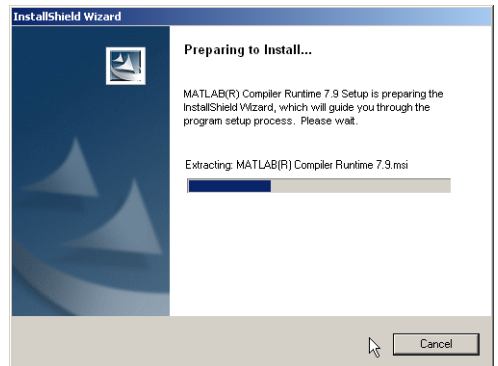 InstallShield Wizard
Preparing to Install...
MATLAB(R) Compiler Runtime 7.9 Setup is preparing the
InstallShield Wizard, which will guide you through the
program setup process. Please wait.
Extracting: MATLAB(R) Compiler Runtime 7.9.msi
Cancel